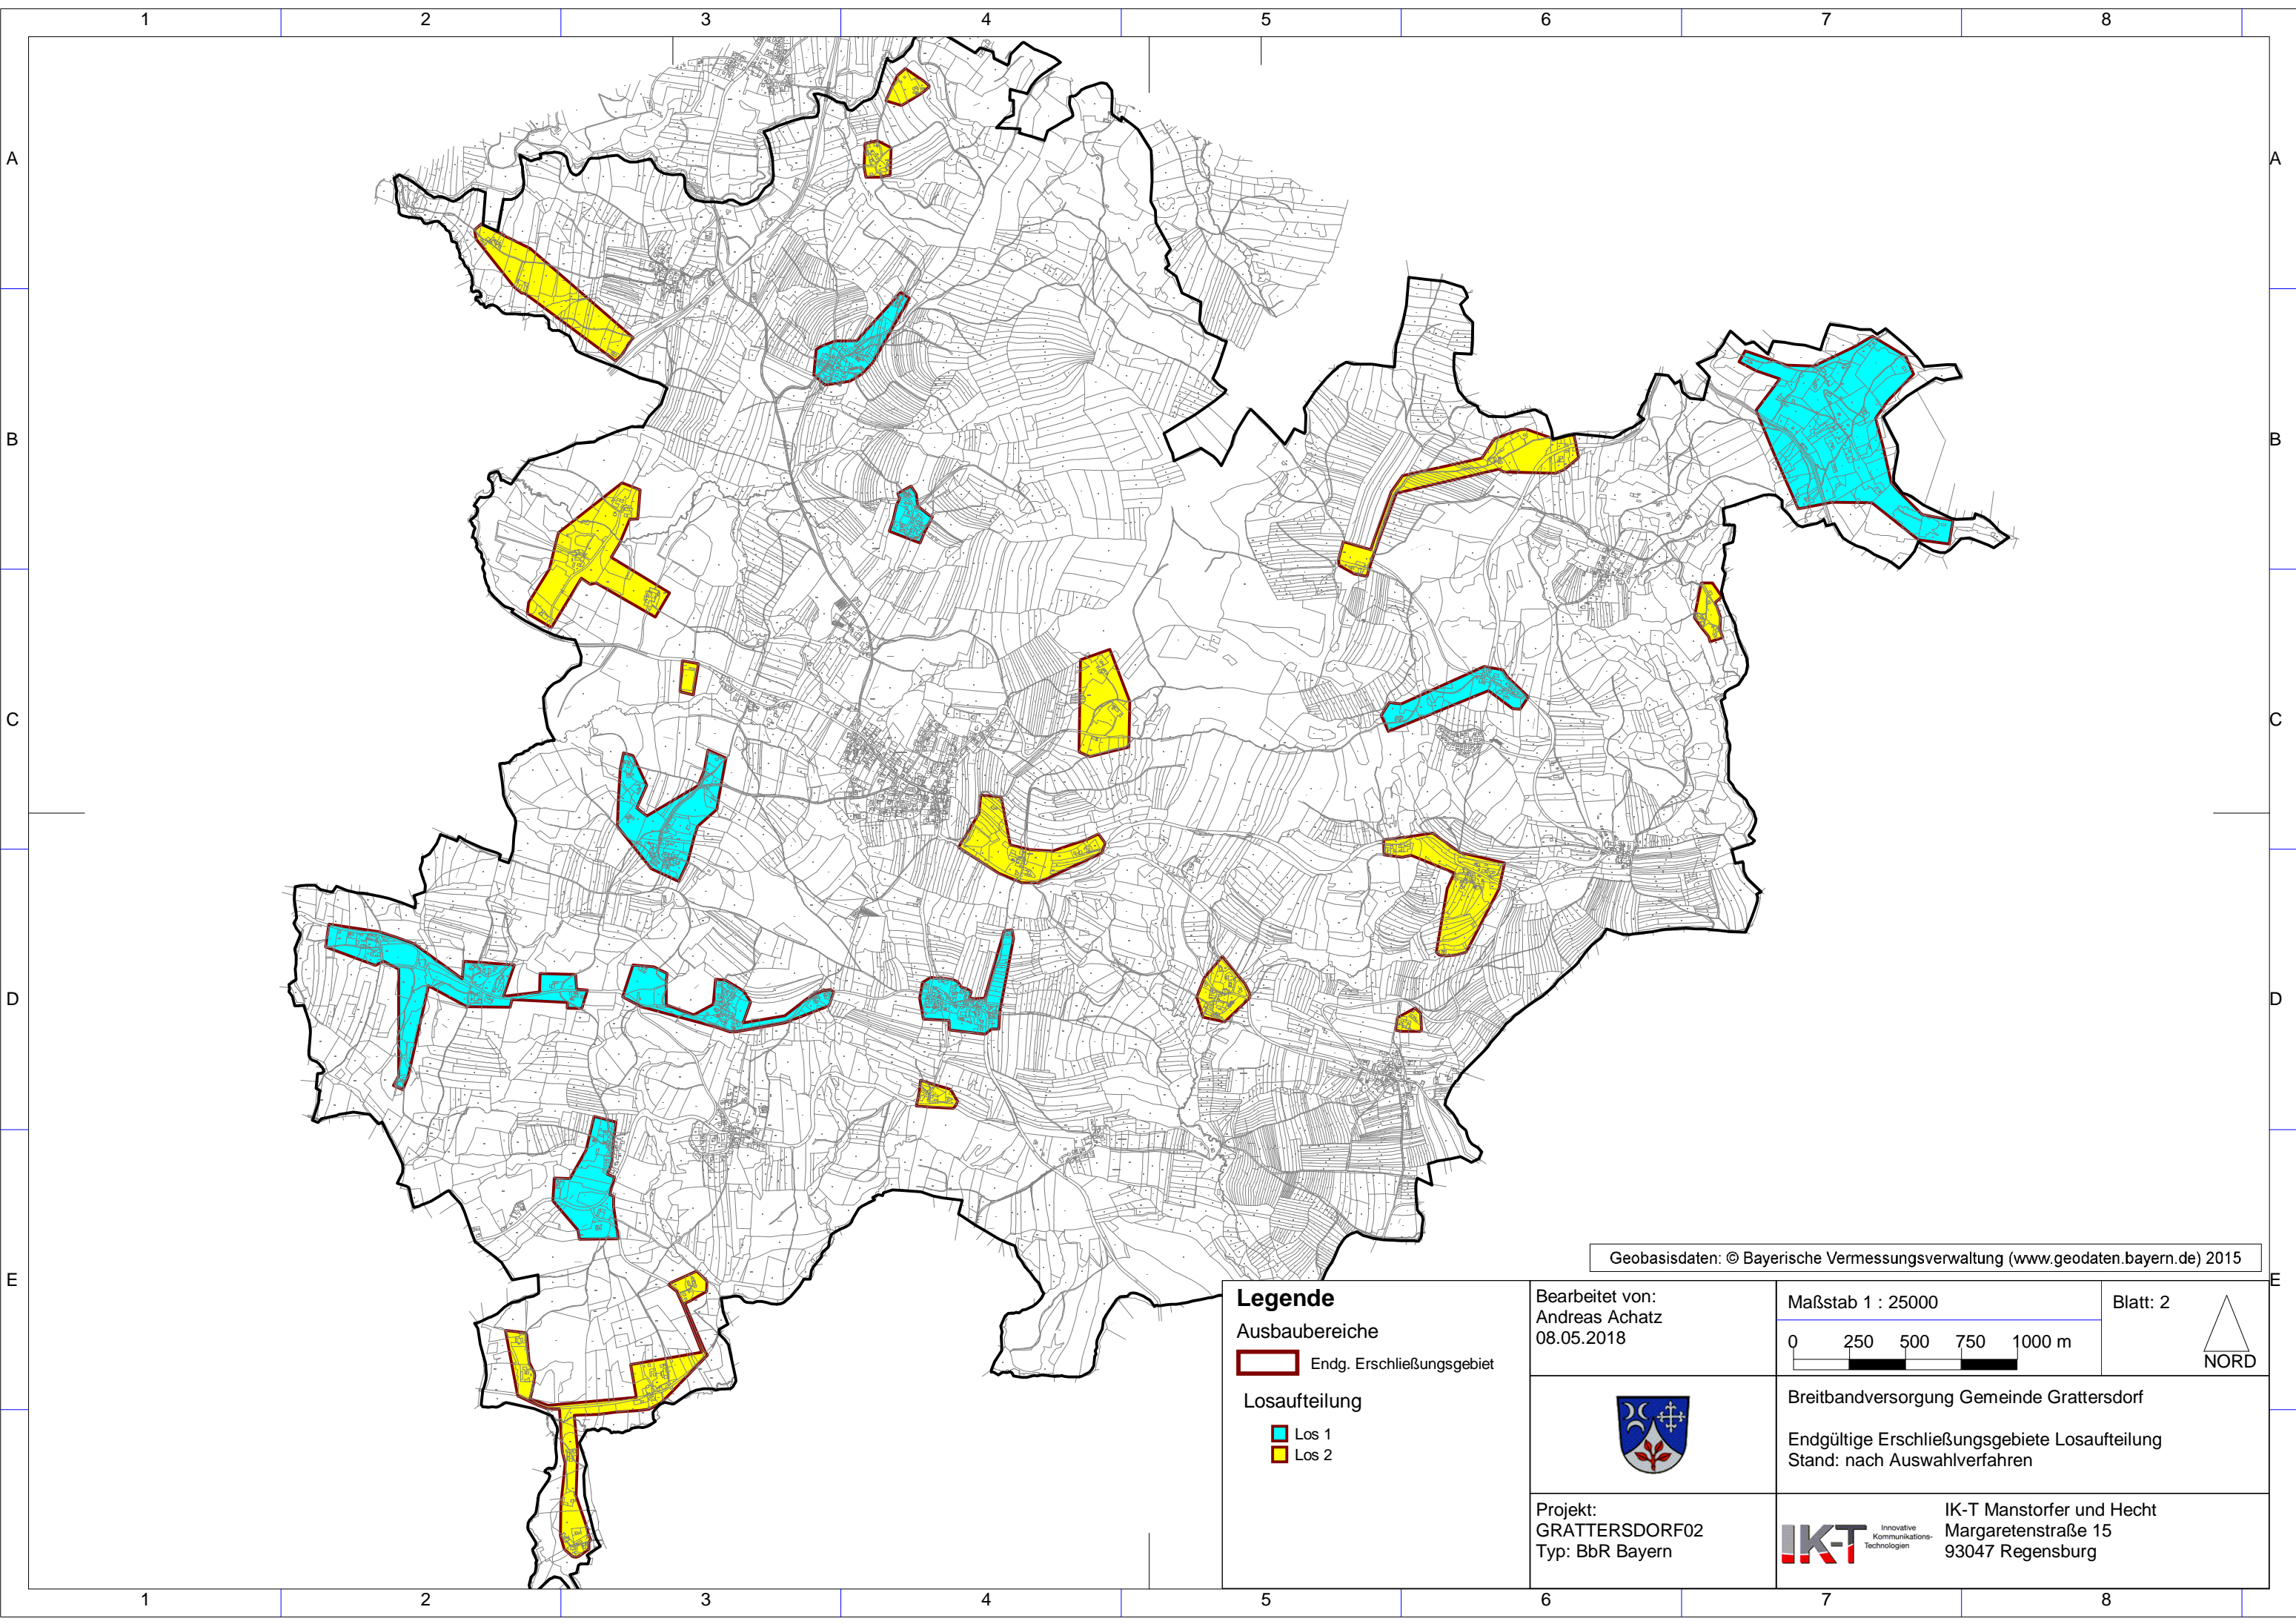 1 2 3 4 5 6 7 8
A A
B B
C C
D D
E E
Geobasisdaten: © Bayerische Vermessungsverwaltung (www.geodaten.bayern.de) 2015
Legende
Ausbaubereiche
Endg. Erschließungsgebiet
Losaufteilung
Los 1
Los 2
Bearbeitet von:
Andreas Achatz
08.05.2018
Maßstab 1 : 25000
0 250 500 750 1000 m
Blatt: 2
NORD
Breitbandversorgung Gemeinde Grattersdorf
Endgültige Erschließungsgebiete Losaufteilung
Stand: nach Auswahlverfahren
Projekt:
GRATTERSDORF02
Typ: BbR Bayern
IK-T
Innovative
Kommunikations-
Technologien
IK-T Manstorfer und Hecht
Margaretenstraße 15
93047 Regensburg
1 2 3 4 5 6 7 8